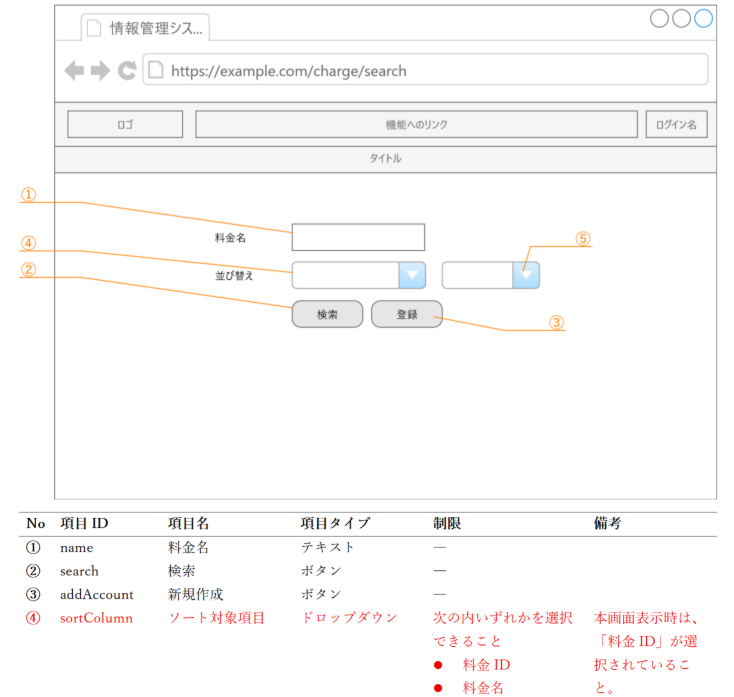 情報管理シス...
https://example.com/charge/search
ロゴ 機能へのリンク ログイン名
タイトル
①
料金名
④ ⑤
並び替え
②
検索 登録
③
No 項目 ID 項目名 項目タイプ 制限 備考
① name 料金名 テキスト —
② search 検索 ボタン —
③ addAccount 新規作成 ボタン —
④ sortColumn ソート対象項目 ドロップダウン 次の内いずれかを選択 本画面表示時は、
できること 「料金 ID」が選
● 料金 ID 択されているこ
● 料金名 と。